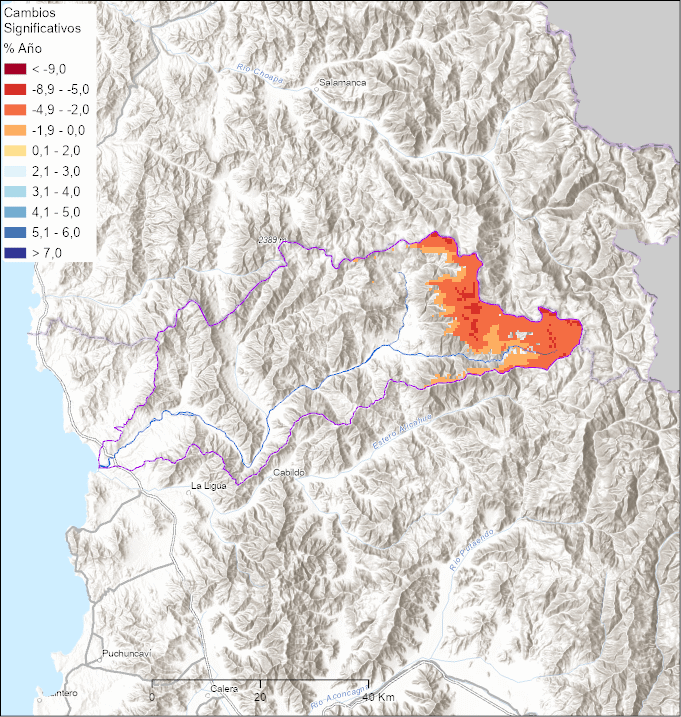 Cambios
Significativos
% Año
< -9,0
-8,9 - -5,0
-4,9 - -2,0
-1,9 - 0,0
0,1 - 2,0
2,1 - 3,0
3,1 - 4,0
4,1 - 5,0
5,1 - 6,0
> 7,0
Río Choapa
Salamanca
Estero Alicahue
Cabildo
La Ligua
Río Putaendo
Puchuncaví
Calera
Río Aconcagua
0 20 40 Km